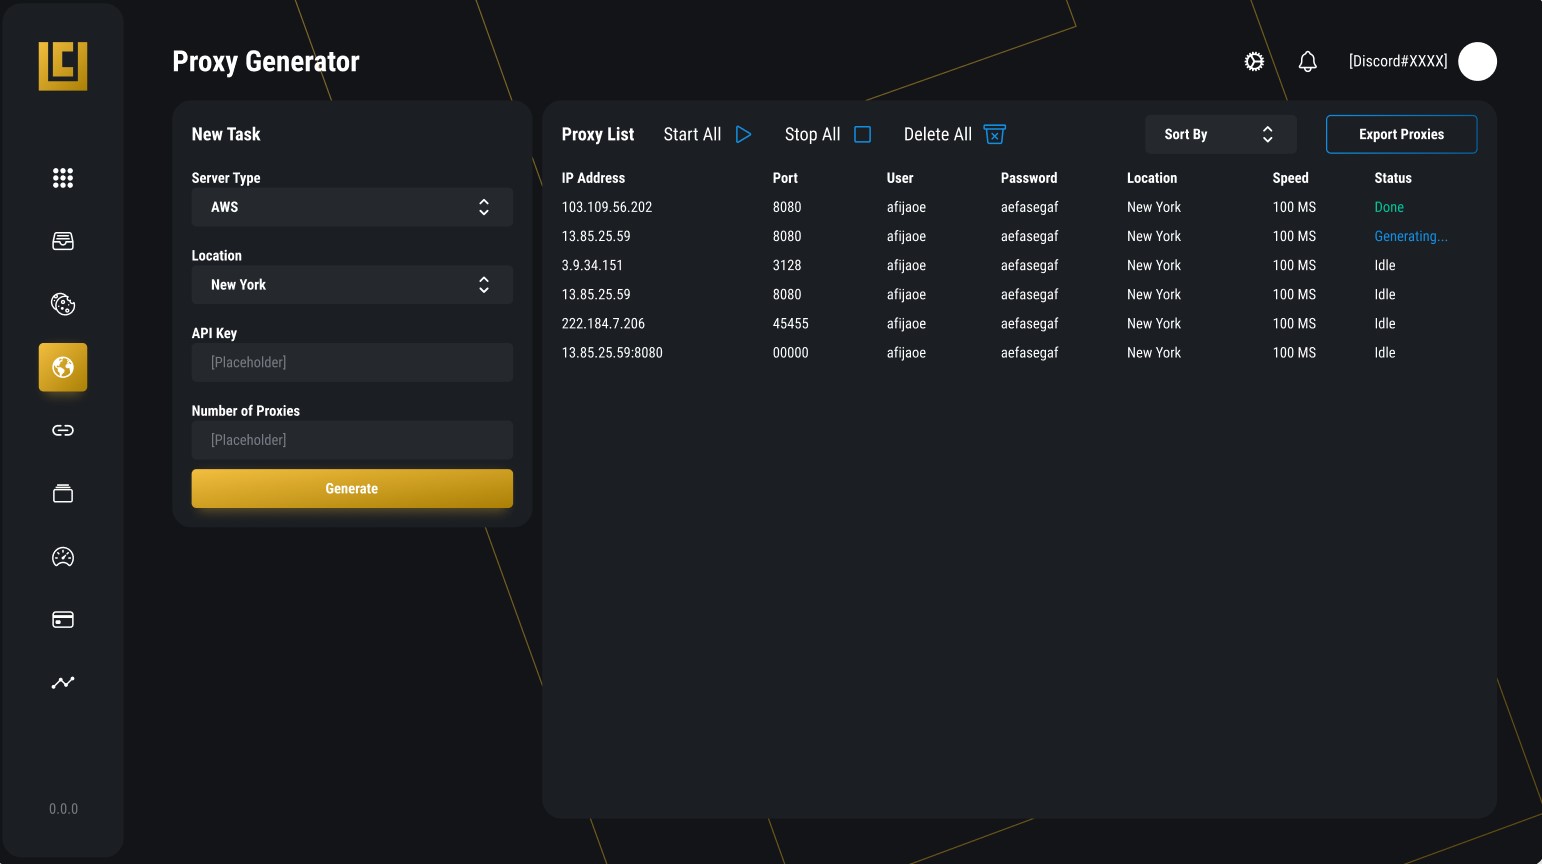 Proxy Generator
[Discord#XXXX]
New Task
Server Type
AWS
Location
New York
API Key
[Placeholder]
Number of Proxies
[Placeholder]
Generate
Proxy List Start All Stop All Delete All Sort By Export Proxies
IP Address Port User Password Location Speed Status
103.109.56.202 8080 afijaoe aefasegaf New York 100 MS Done
13.85.25.59 8080 afijaoe aefasegaf New York 100 MS Generating...
3.9.34.151 3128 afijaoe aefasegaf New York 100 MS Idle
13.85.25.59 8080 afijaoe aefasegaf New York 100 MS Idle
222.184.7.206 45455 afijaoe aefasegaf New York 100 MS Idle
13.85.25.59:8080 00000 afijaoe aefasegaf New York 100 MS Idle
0.0.0